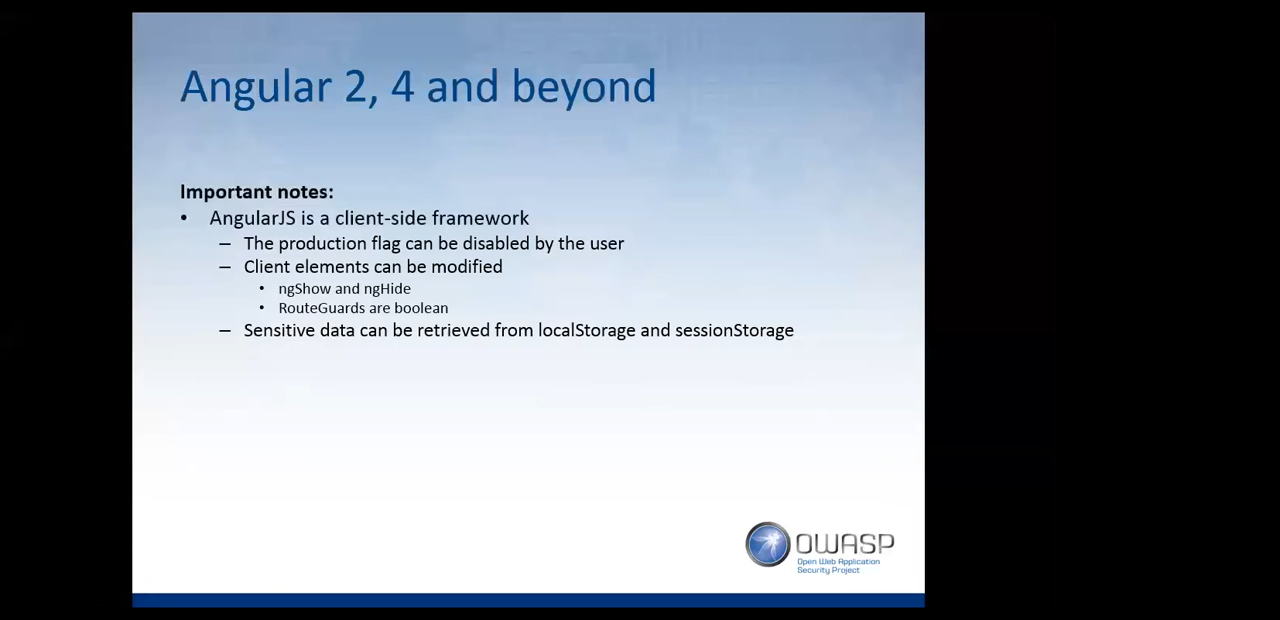 Angular 2, 4 and beyond
Important notes:
• AngularJS is a client-side framework
– The production flag can be disabled by the user
– Client elements can be modified
• ngShow and ngHide
• RouteGuards are boolean
– Sensitive data can be retrieved from localStorage and sessionStorage
OWASP
Open Web Application
Security Project